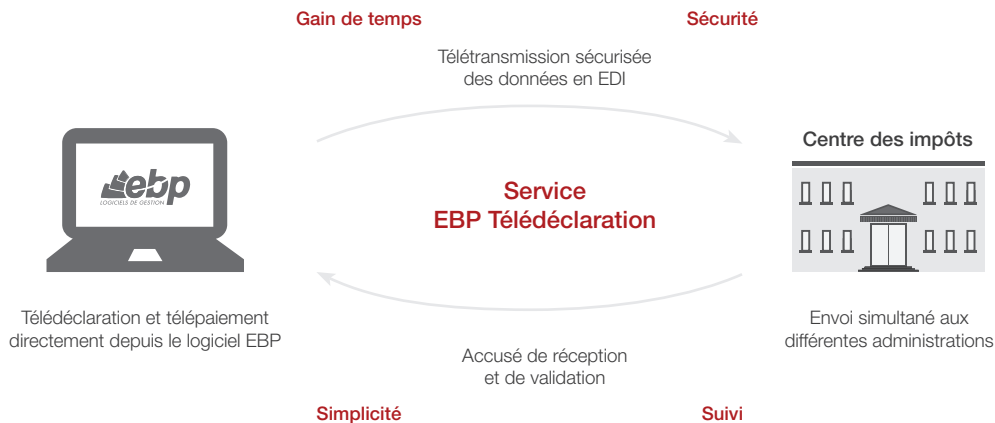 Gain de temps
Sécurité
Télétransmission sécurisée
des données en EDI
Centre des impôts
ebp
LOGICIELS DE GESTION
Service
EBP Télédéclaration
Télédéclaration et télépaiement
directement depuis le logiciel EBP
Envoi simultané aux
différentes administrations
Accusé de réception
et de validation
Simplicité
Suivi